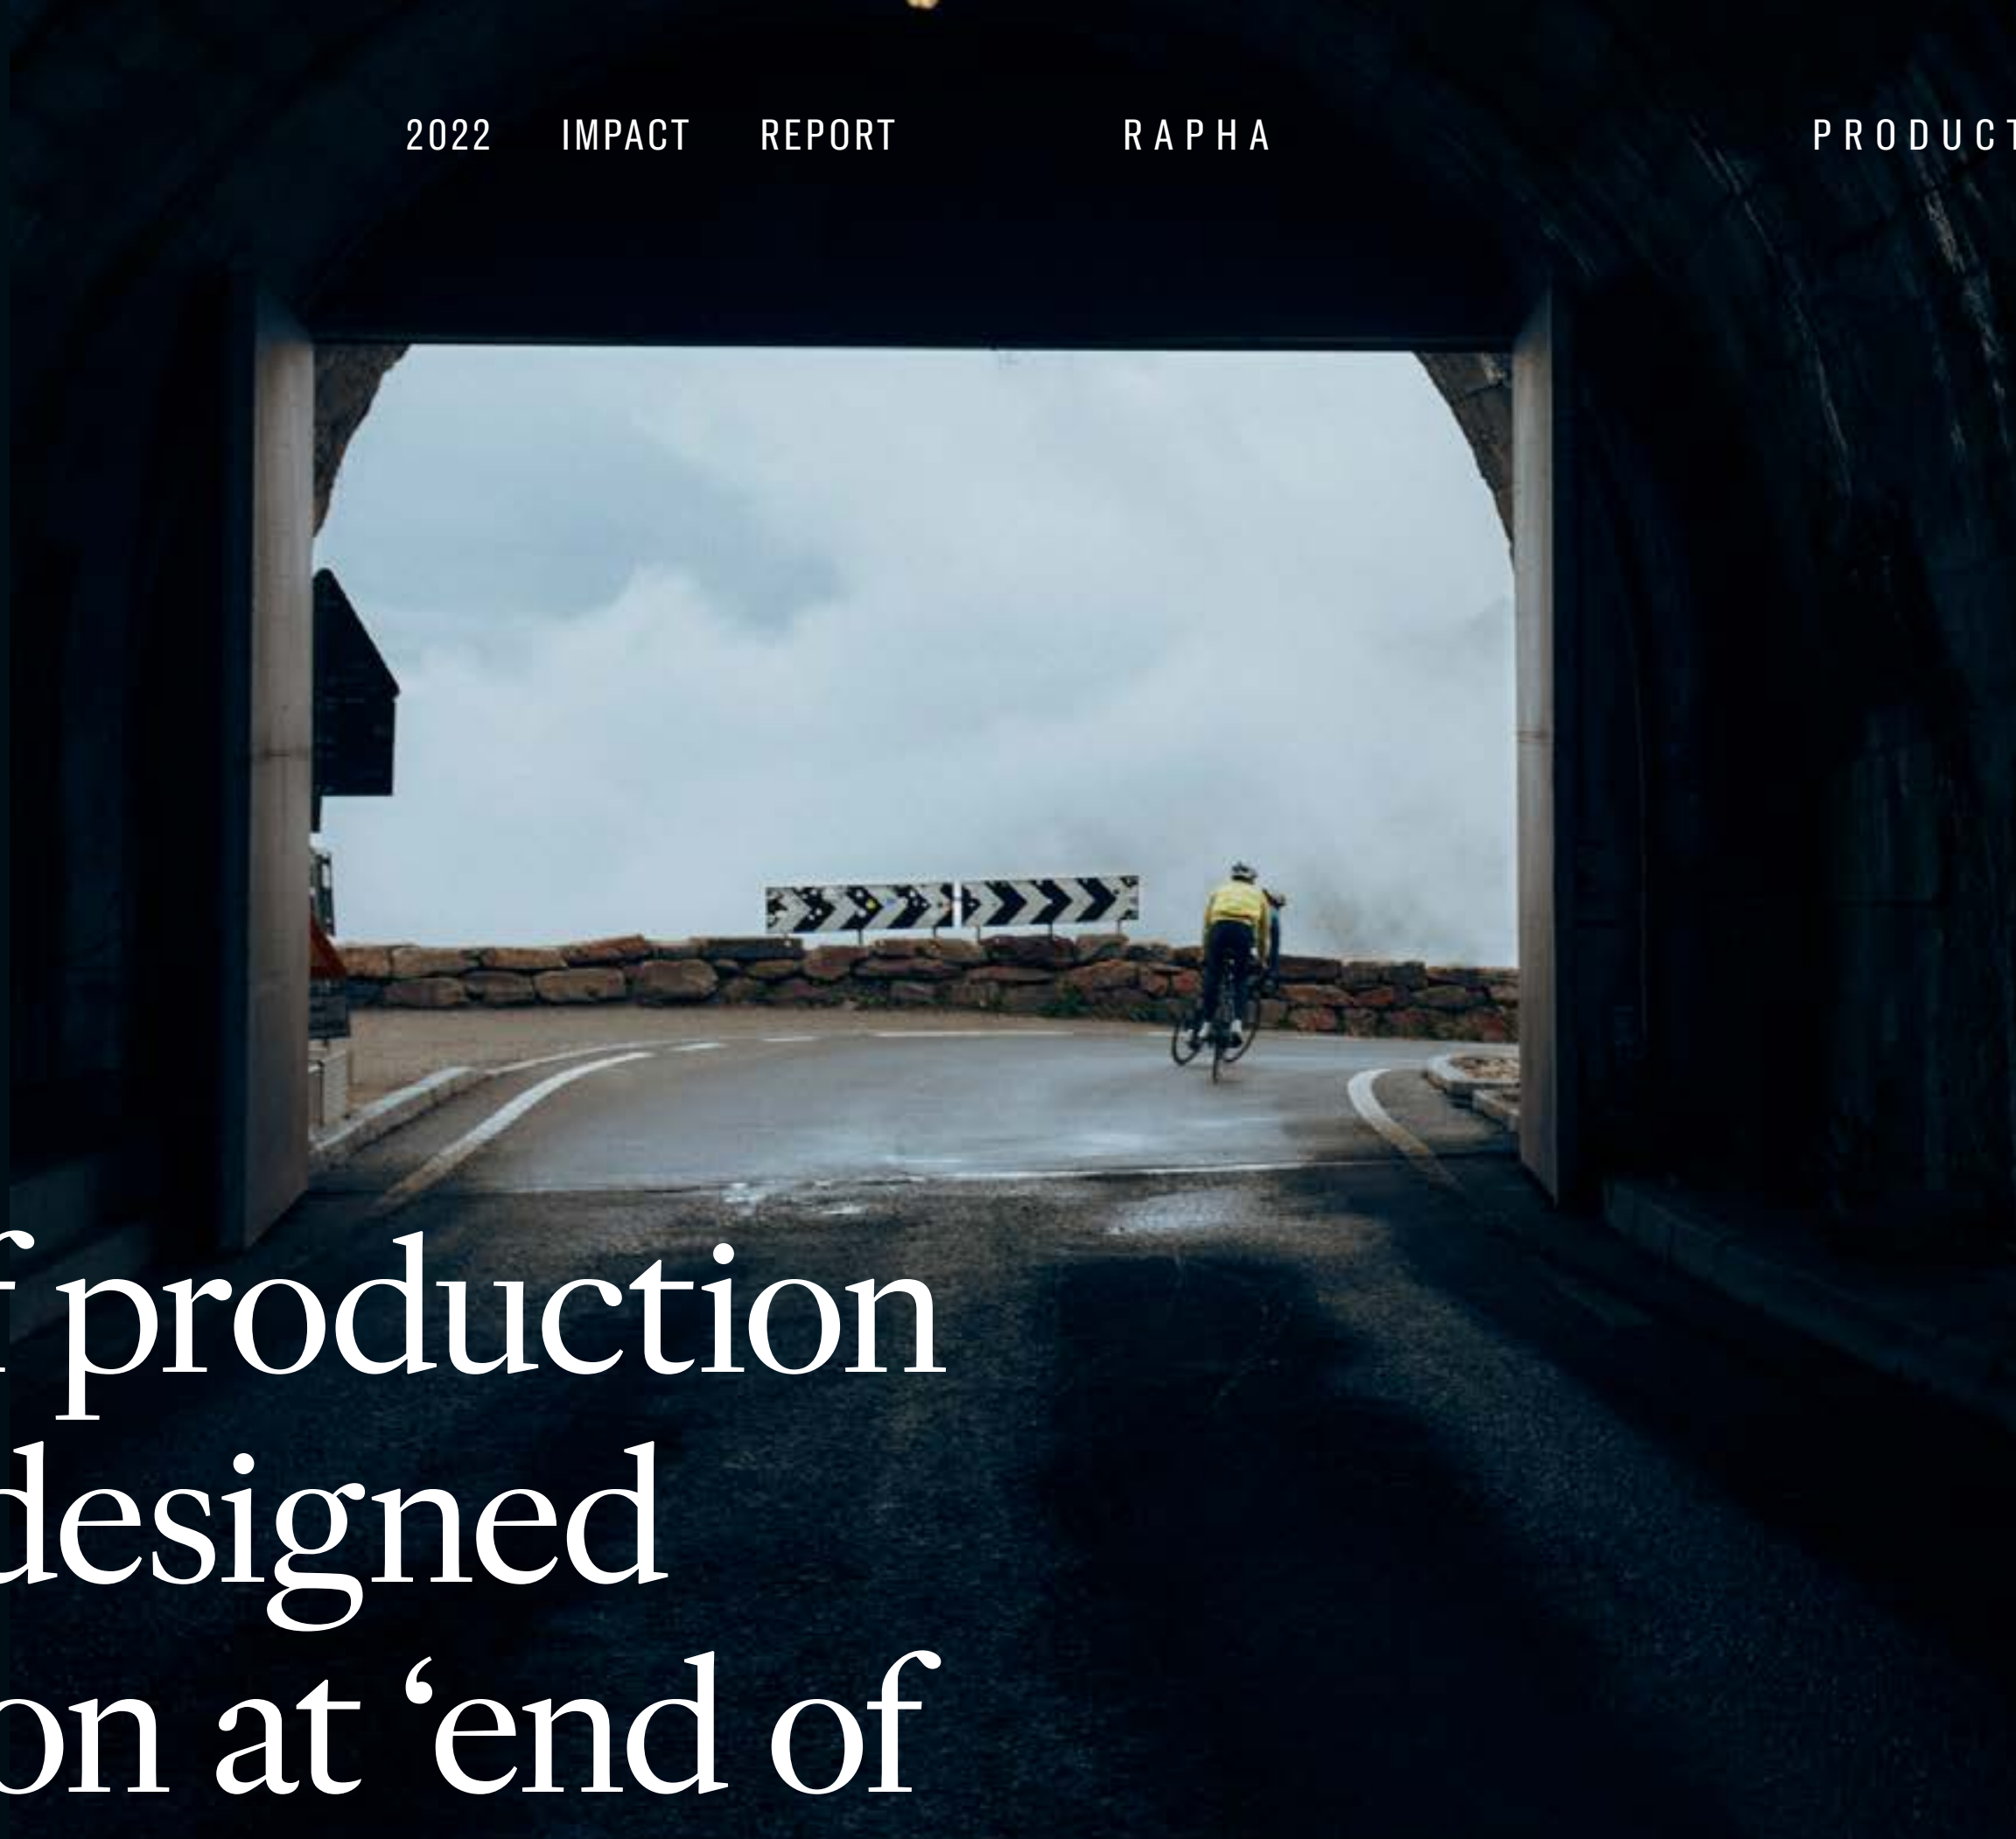 2022 IMPACT REPORT RAPHA PRODUCT
f production
designed
on at ‘end of